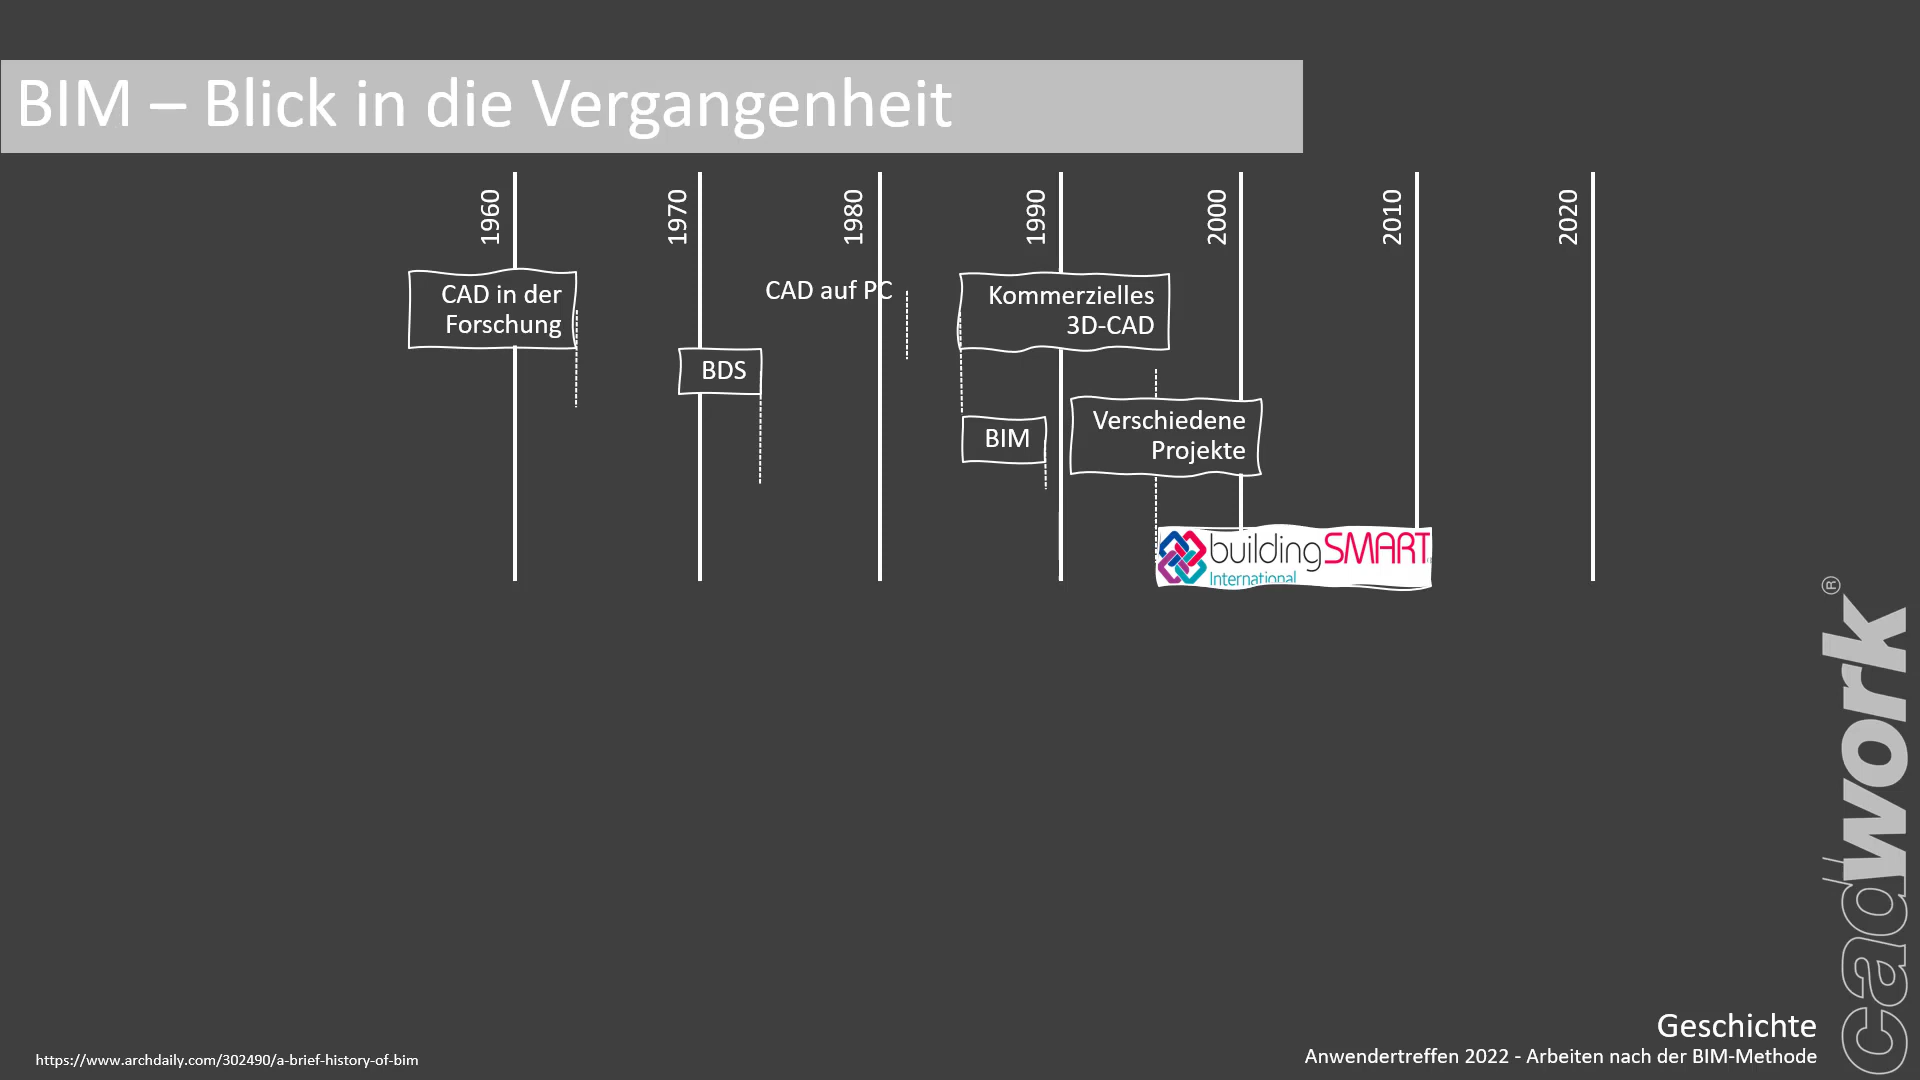 BIM – Blick in die Vergangenheit
1960
1970
1980
1990
2000
2010
2020
CAD in der
Forschung
CAD auf PC
Kommerzielles
3D-CAD
BDS
Verschiedene
Projekte
BIM
buildingSMART
International
cadwork®
Geschichte
Anwendertreffen 2022 - Arbeiten nach der BIM-Methode
https://www.archdaily.com/302490/a-brief-history-of-bim